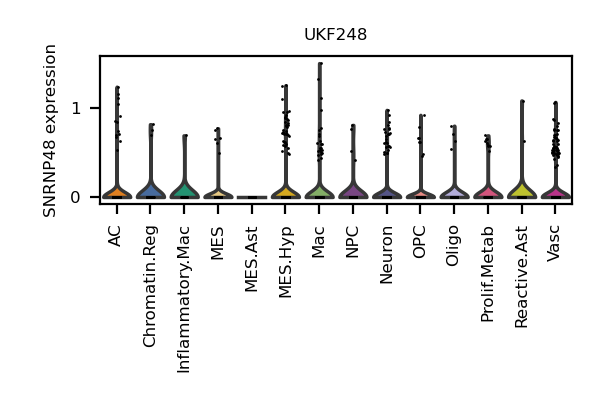 UKF248
SNRNP48 expression
1
0
AC
Chromatin.Reg
Inflammatory.Mac
MES
MES.Ast
MES.Hyp
Mac
NPC
Neuron
OPC
Oligo
Prolif.Metab
Reactive.Ast
Vasc